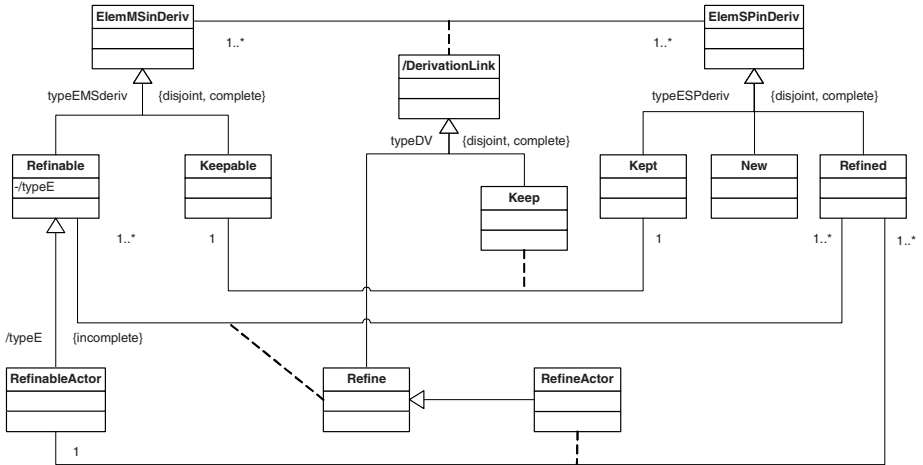 ElemMSinDeriv
ElemSPinDeriv
1..*
1..*
/DerivationLink
typeEMSderiv
{disjoint, complete}
typeESPderiv
{disjoint, complete}
typeDV
{disjoint, complete}
Refinable
Keepable
Kept
New
Refined
-/typeE
Keep
1..*
1
1
1..*
1..*
/typeE
{incomplete}
RefinableActor
Refine
RefineActor
1